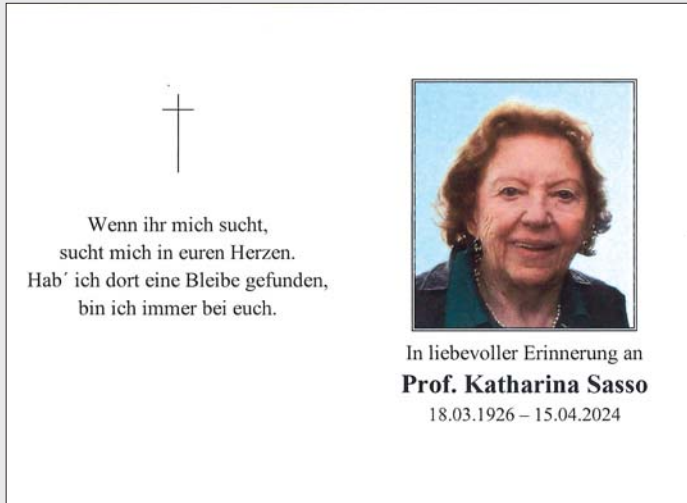 Wenn ihr mich sucht,
sucht mich in euren Herzen.
Hab´ ich dort eine Bleibe gefunden,
bin ich immer bei euch.
In liebevoller Erinnerung an
Prof. Katharina Sasso
18.03.1926 – 15.04.2024